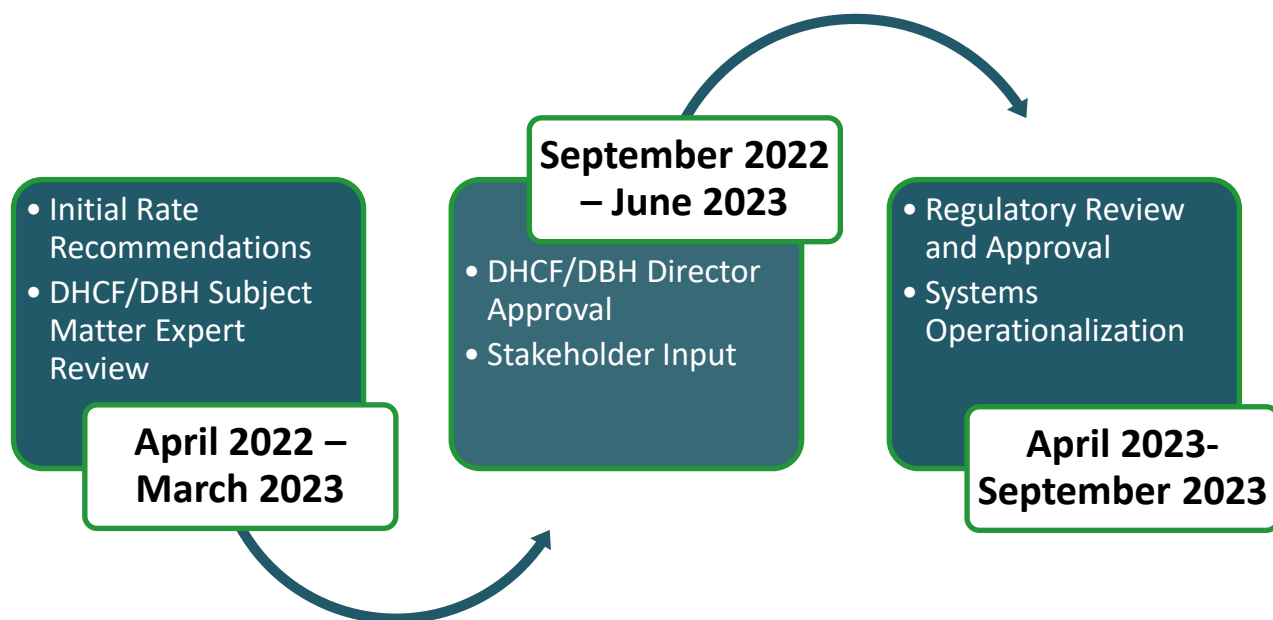 • Initial Rate
Recommendations
• DHCF/DBH Subject
Matter Expert
Review
April 2022 –
March 2023
September 2022
– June 2023
• DHCF/DBH Director
Approval
• Stakeholder Input
• Regulatory Review
and Approval
• Systems
Operationalization
April 2023-
September 2023